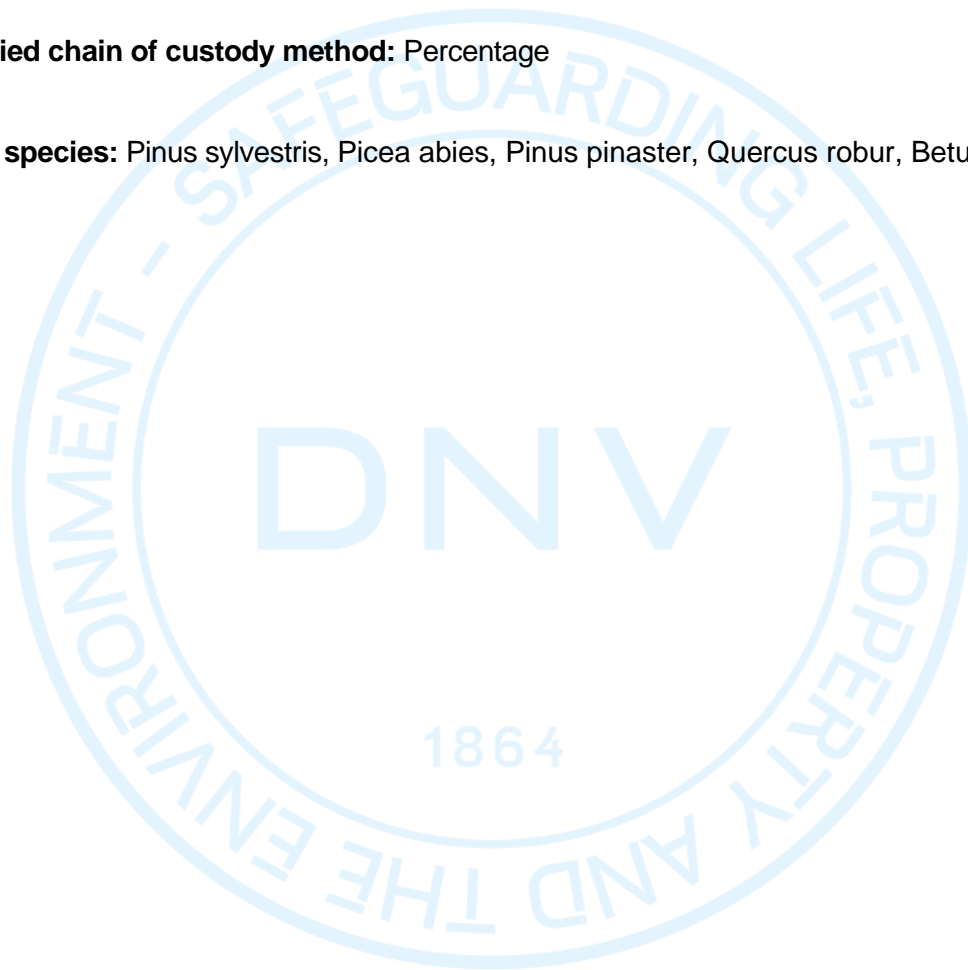 ied chain of custody method: Percentage
species: Pinus sylvestris, Picea abies, Pinus pinaster, Quercus robur, Betu
SAFEGUARDING LIFE, PROPERTY AND THE ENVIRONMENT -
DNV
1864